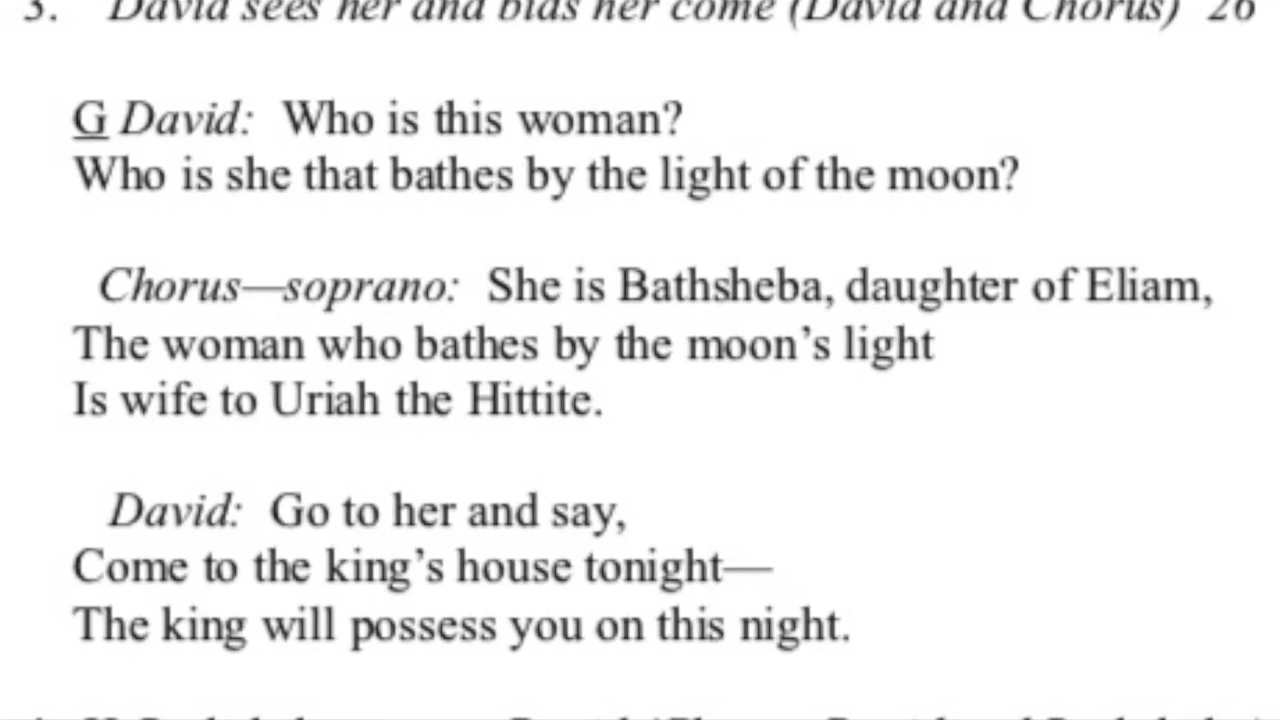 3. David sees her and bids her come (David and Chorus) 26
G David: Who is this woman?
Who is she that bathes by the light of the moon?
Chorus—soprano: She is Bathsheba, daughter of Eliam,
The woman who bathes by the moon’s light
Is wife to Uriah the Hittite.
David: Go to her and say,
Come to the king’s house tonight—
The king will possess you on this night.